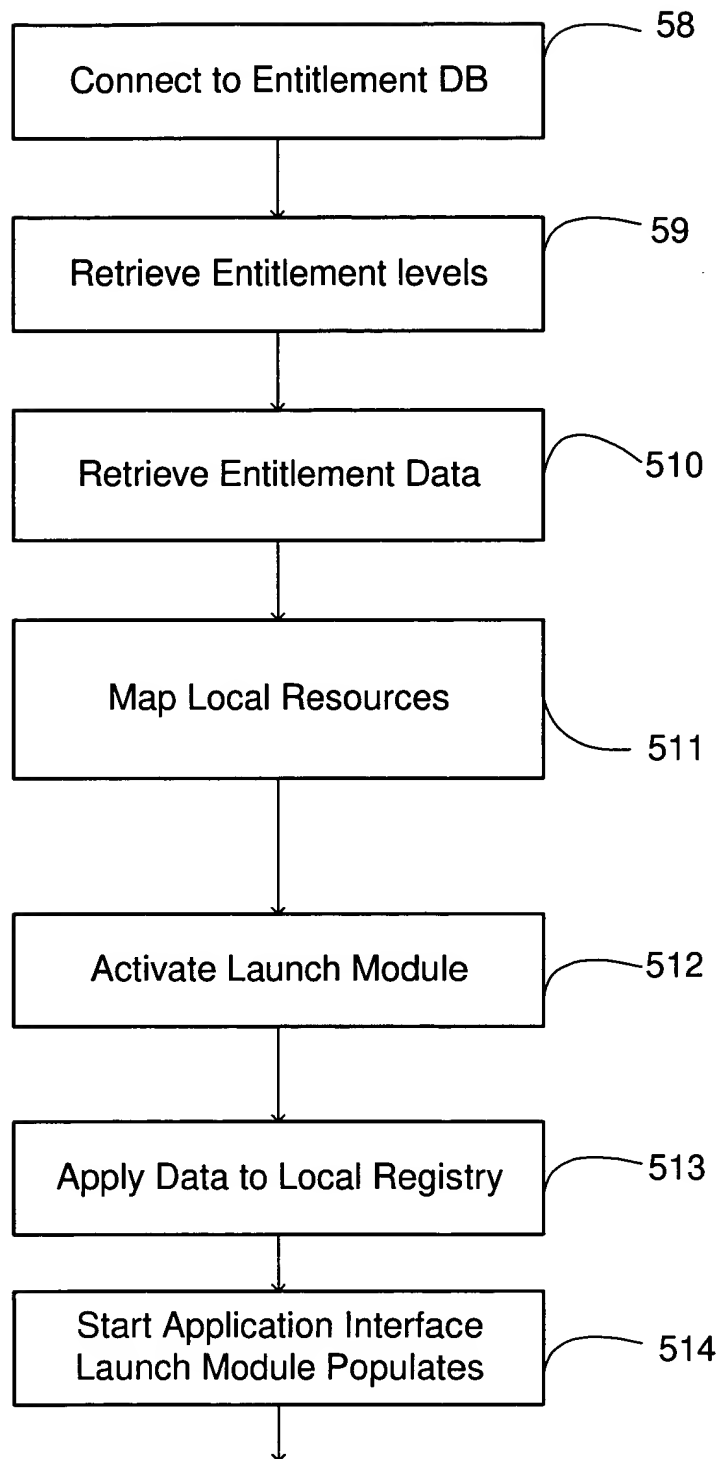 58
Connect to Entitlement DB
59
Retrieve Entitlement levels
Retrieve Entitlement Data
510
Map Local Resources
511
Activate Launch Module
512
Apply Data to Local Registry
513
Start Application Interface
Launch Module Populates
514